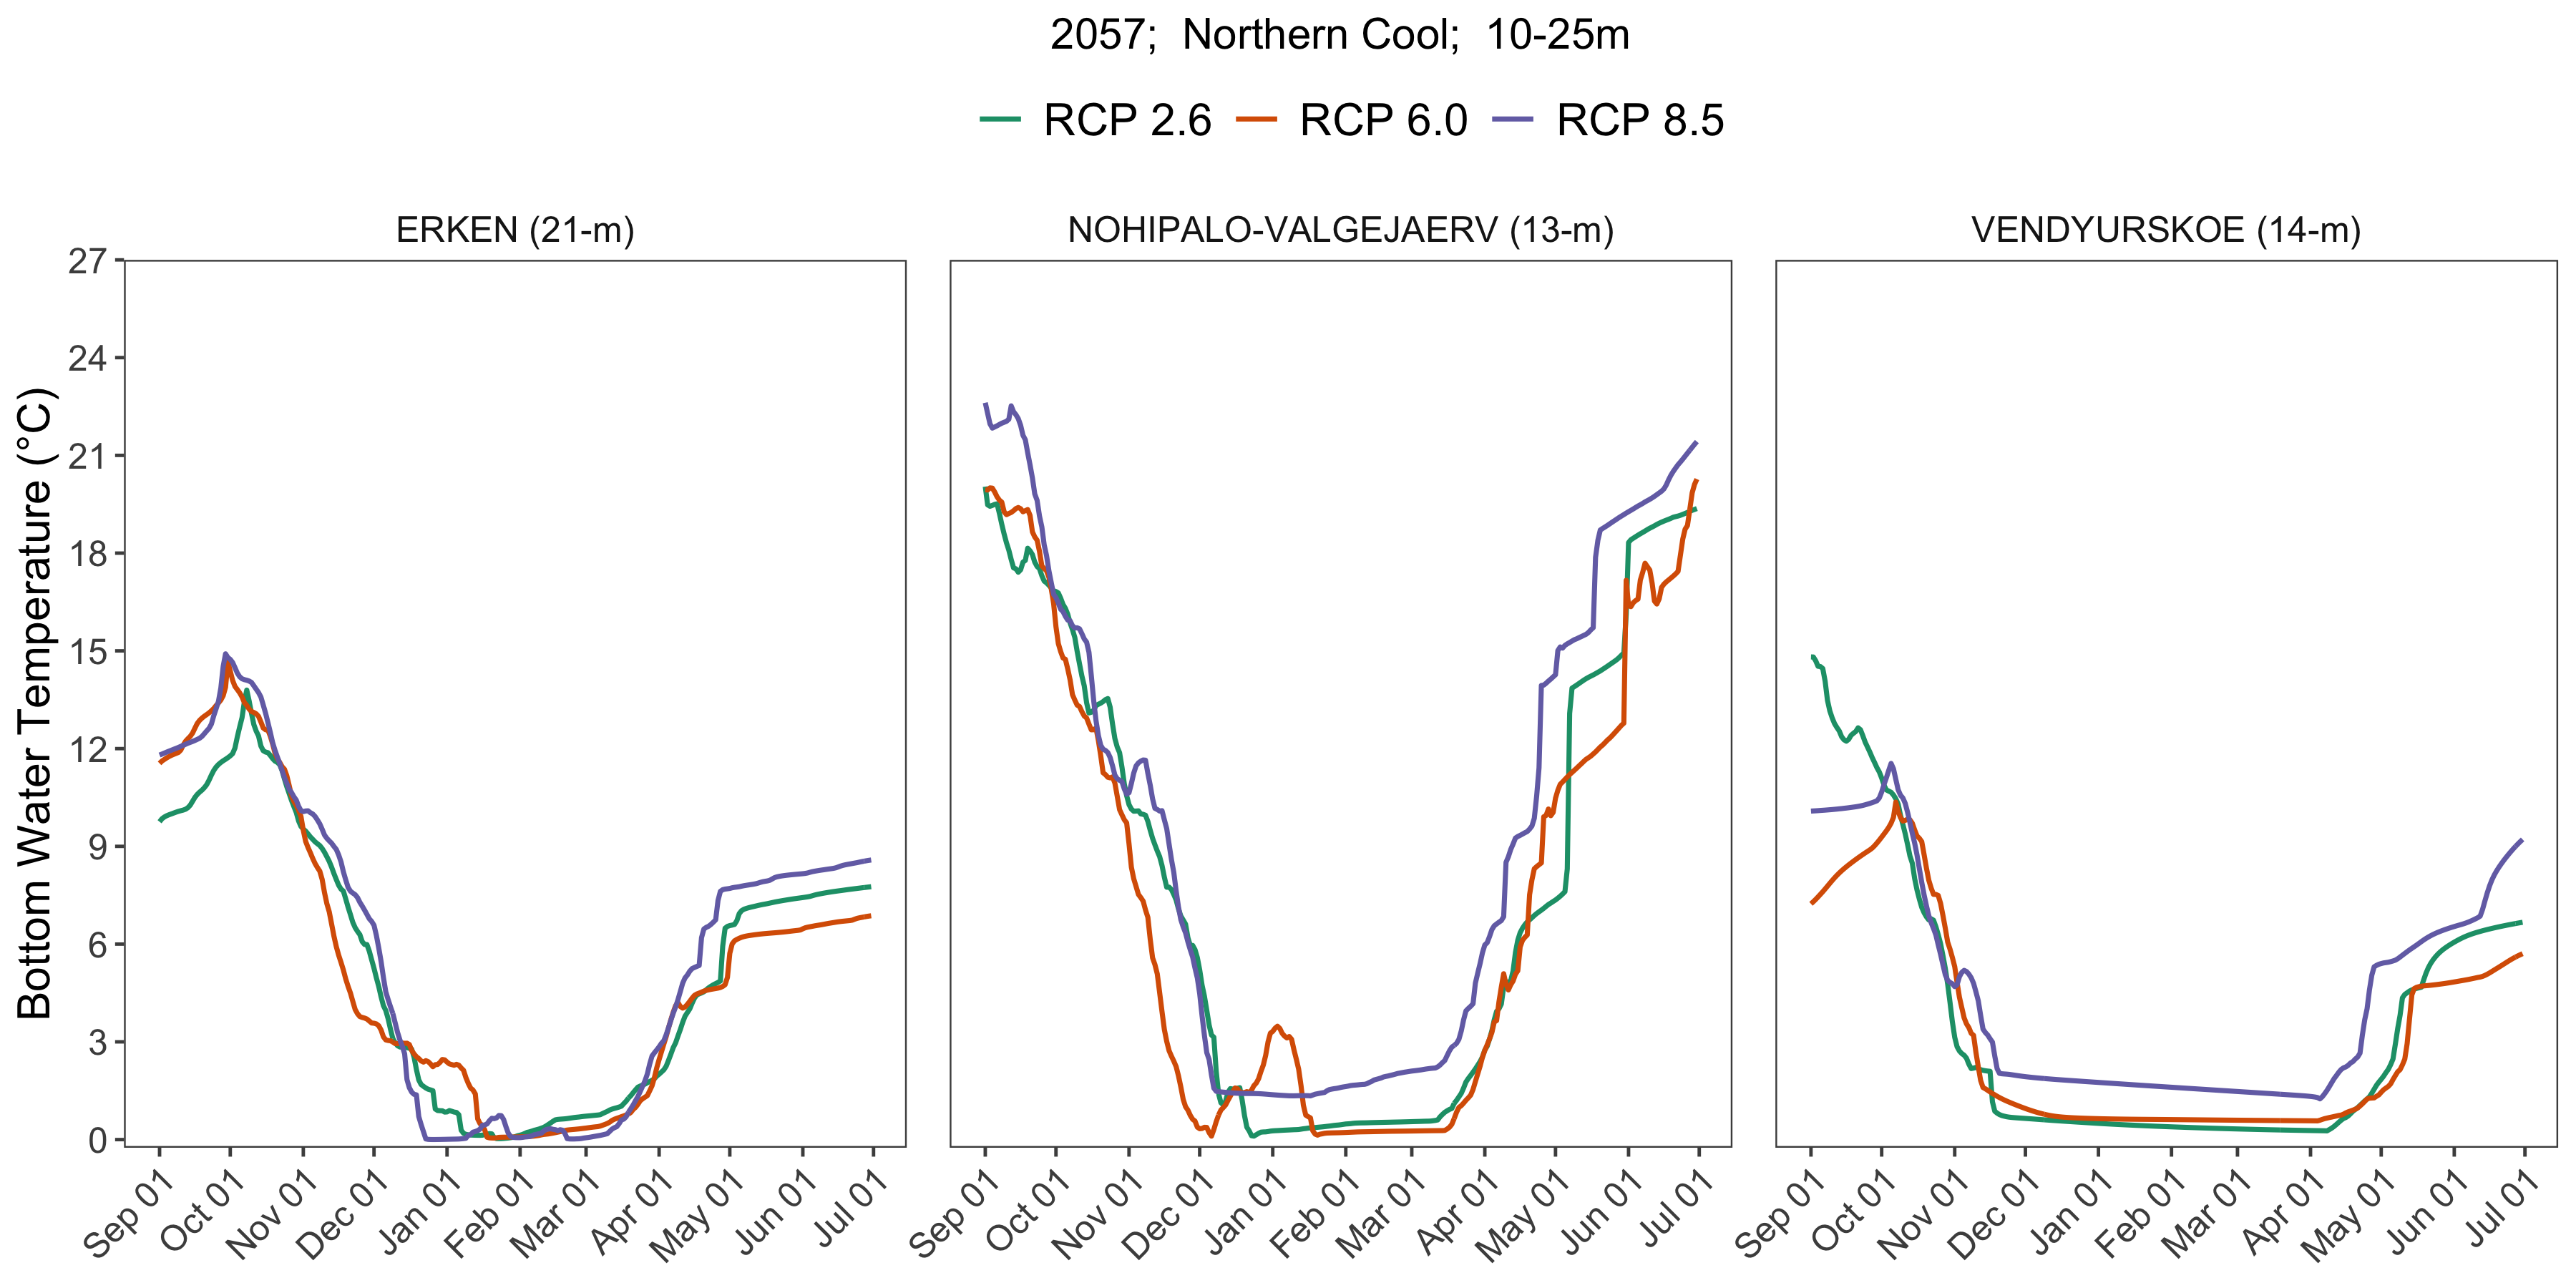 2057;  Northern Cool;  10-25m
RCP 2.6 RCP 6.0 RCP 8.5
ERKEN (21-m) NOHIPALO-VALGEJAERV (13-m) VENDYURSKOE (14-m)
Bottom Water Temperature (°C)
27
24
21
18
15
12
9
6
3
0
Sep 01 Oct 01 Nov 01 Dec 01 Jan 01 Feb 01 Mar 01 Apr 01 May 01 Jun 01 Jul 01 Sep 01 Oct 01 Nov 01 Dec 01 Jan 01 Feb 01 Mar 01 Apr 01 May 01 Jun 01 Jul 01 Sep 01 Oct 01 Nov 01 Dec 01 Jan 01 Feb 01 Mar 01 Apr 01 May 01 Jun 01 Jul 01